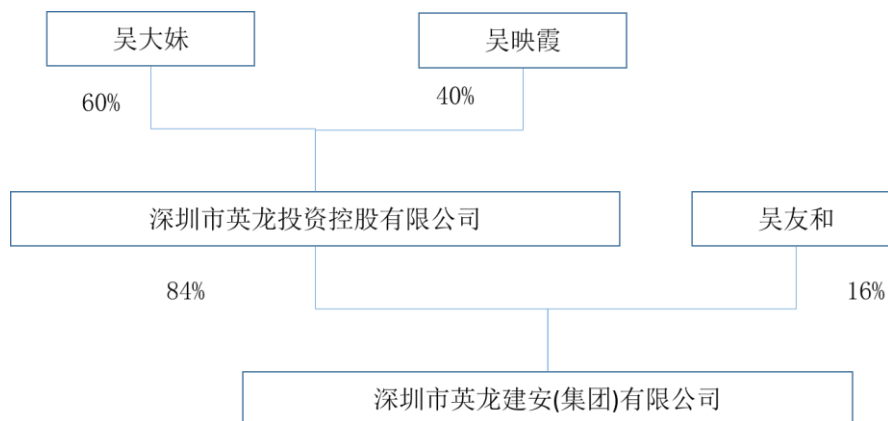 吴大妹
吴映霞
60%
40%
深圳市英龙投资控股有限公司
吴友和
84%
16%
深圳市英龙建安(集团)有限公司